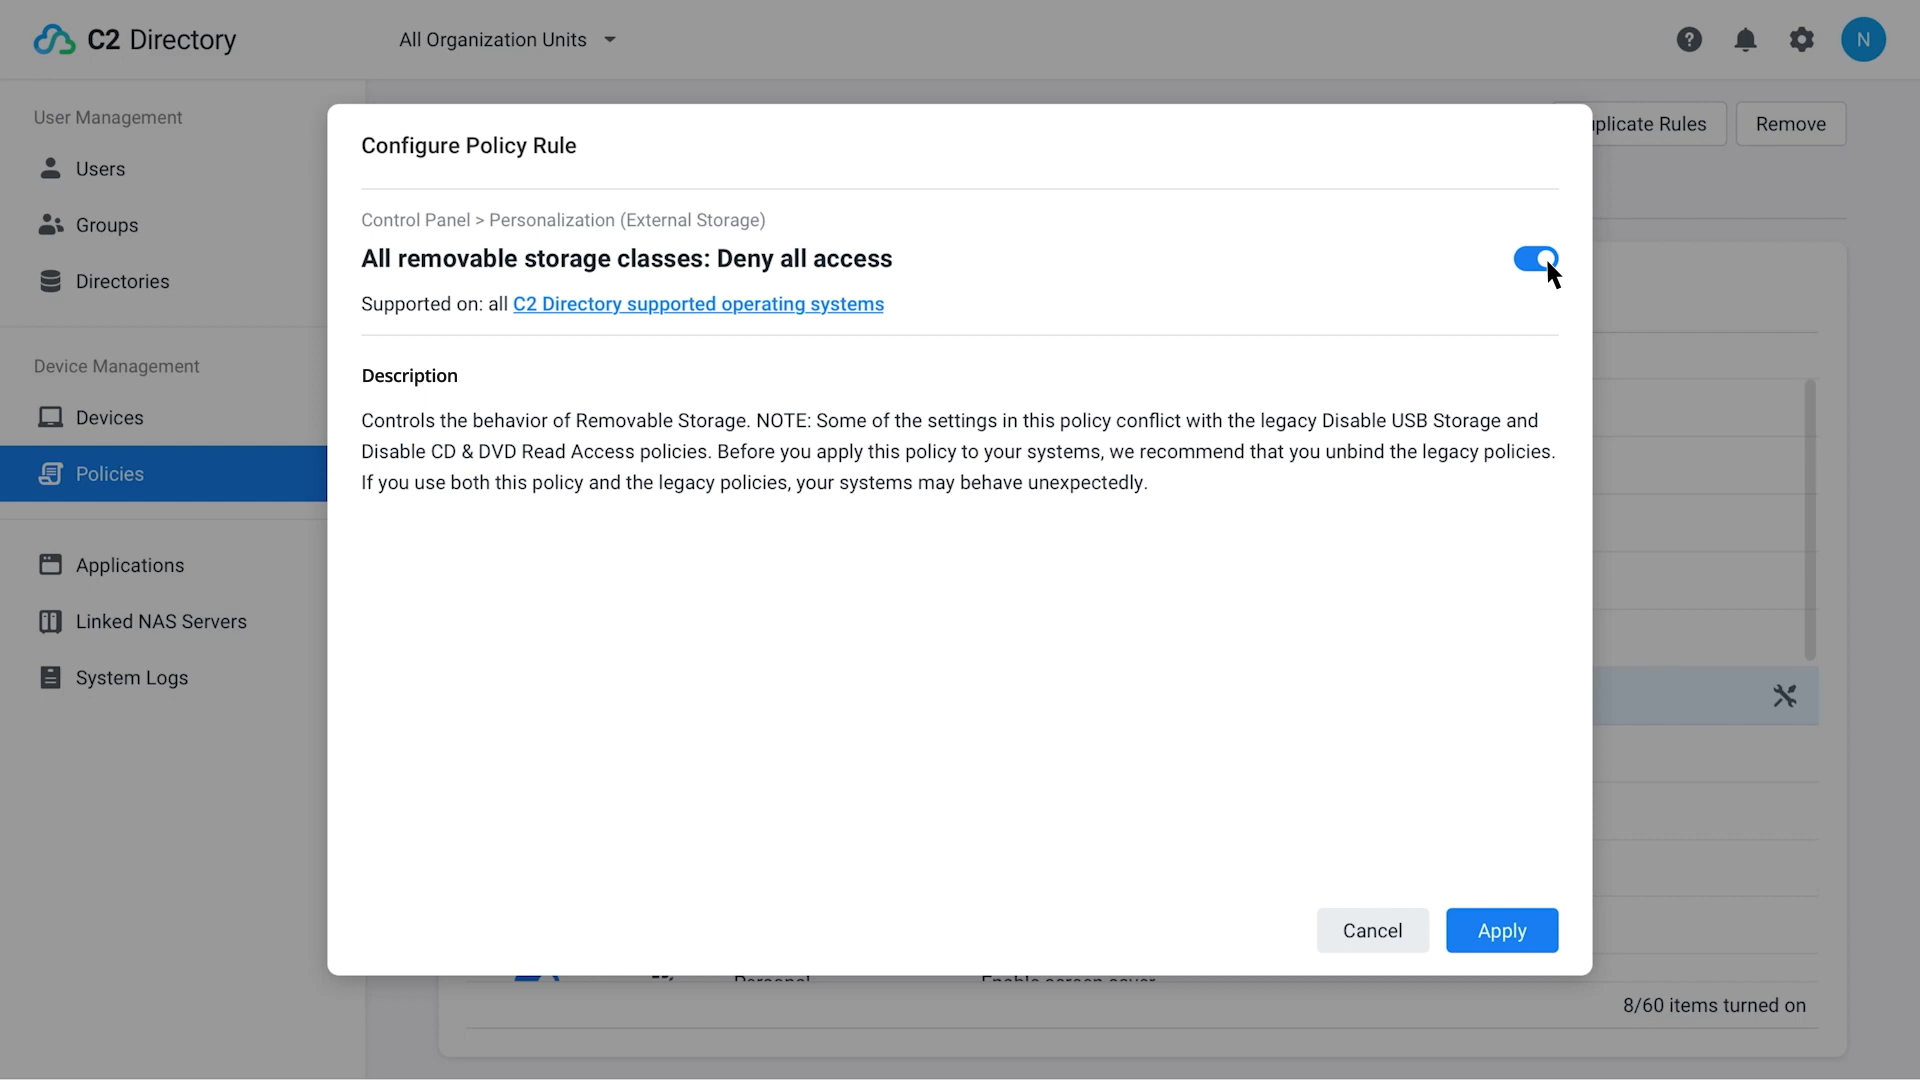 C2 Directory
All Organization Units
N
User Management
Users
Groups
Directories
Device Management
Devices
Policies
Applications
Linked NAS Servers
System Logs
plicate Rules
Remove
Configure Policy Rule
Control Panel > Personalization (External Storage)
All removable storage classes: Deny all access
Supported on: all C2 Directory supported operating systems
Description
Controls the behavior of Removable Storage. NOTE: Some of the settings in this policy conflict with the legacy Disable USB Storage and
Disable CD & DVD Read Access policies. Before you apply this policy to your systems, we recommend that you unbind the legacy policies.
If you use both this policy and the legacy policies, your systems may behave unexpectedly.
Cancel
Apply
Personal
Enable screen saver
8/60 items turned on